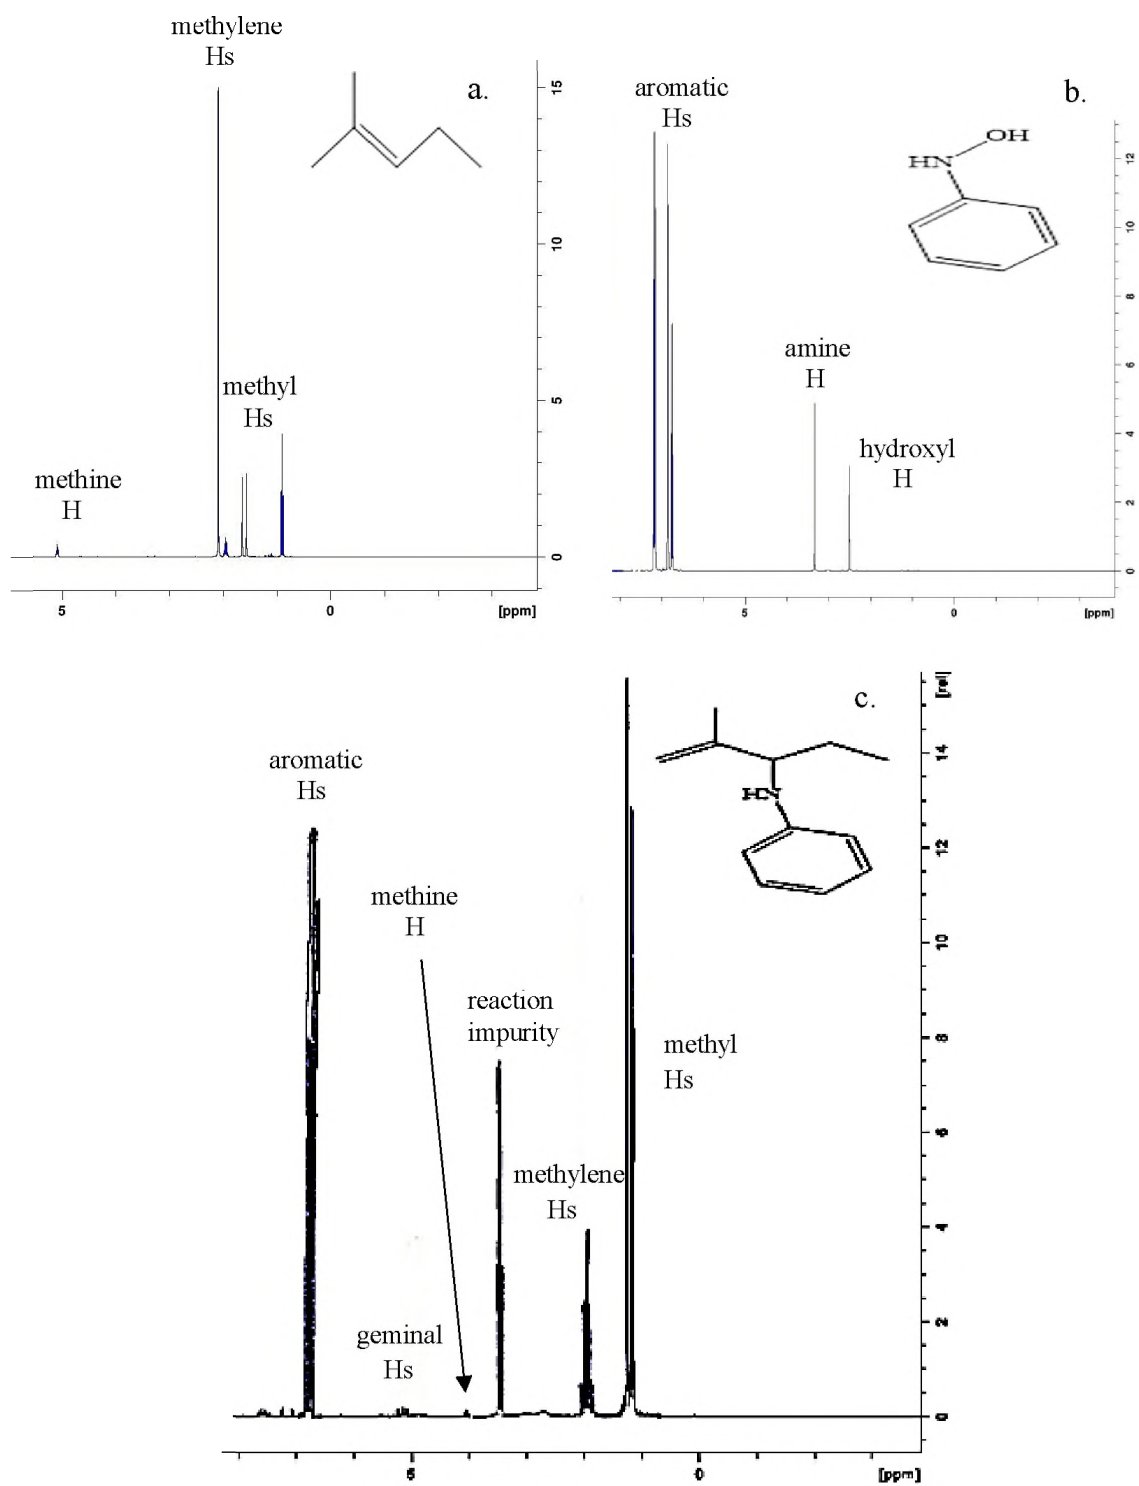 methylene
Hs
a.
methyl
Hs
methine
H
15
10
5
0
5
0
[ppm]
aromatic
Hs
b.
OH
HN
amine
H
hydroxyl
H
12
10
8
6
4
2
0
5
0
[ppm]
c.
[rel]
aromatic
Hs
HN
methine
H
reaction
impurity
methyl
Hs
methylene
Hs
geminal
Hs
14
12
10
8
6
4
2
0
5
0
[ppm]